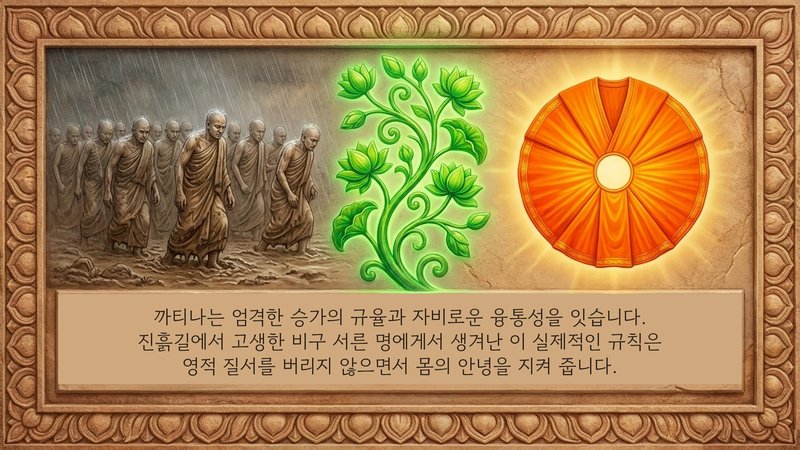 까티나는 엄격한 승가의 규율과 자비로운 융통성을 잇습니다.
진흙길에서 고생한 비구 서른 명에게서 생겨난 이 실제적인 규칙은
영적 질서를 버리지 않으면서 몸의 안녕을 지켜 줍니다.